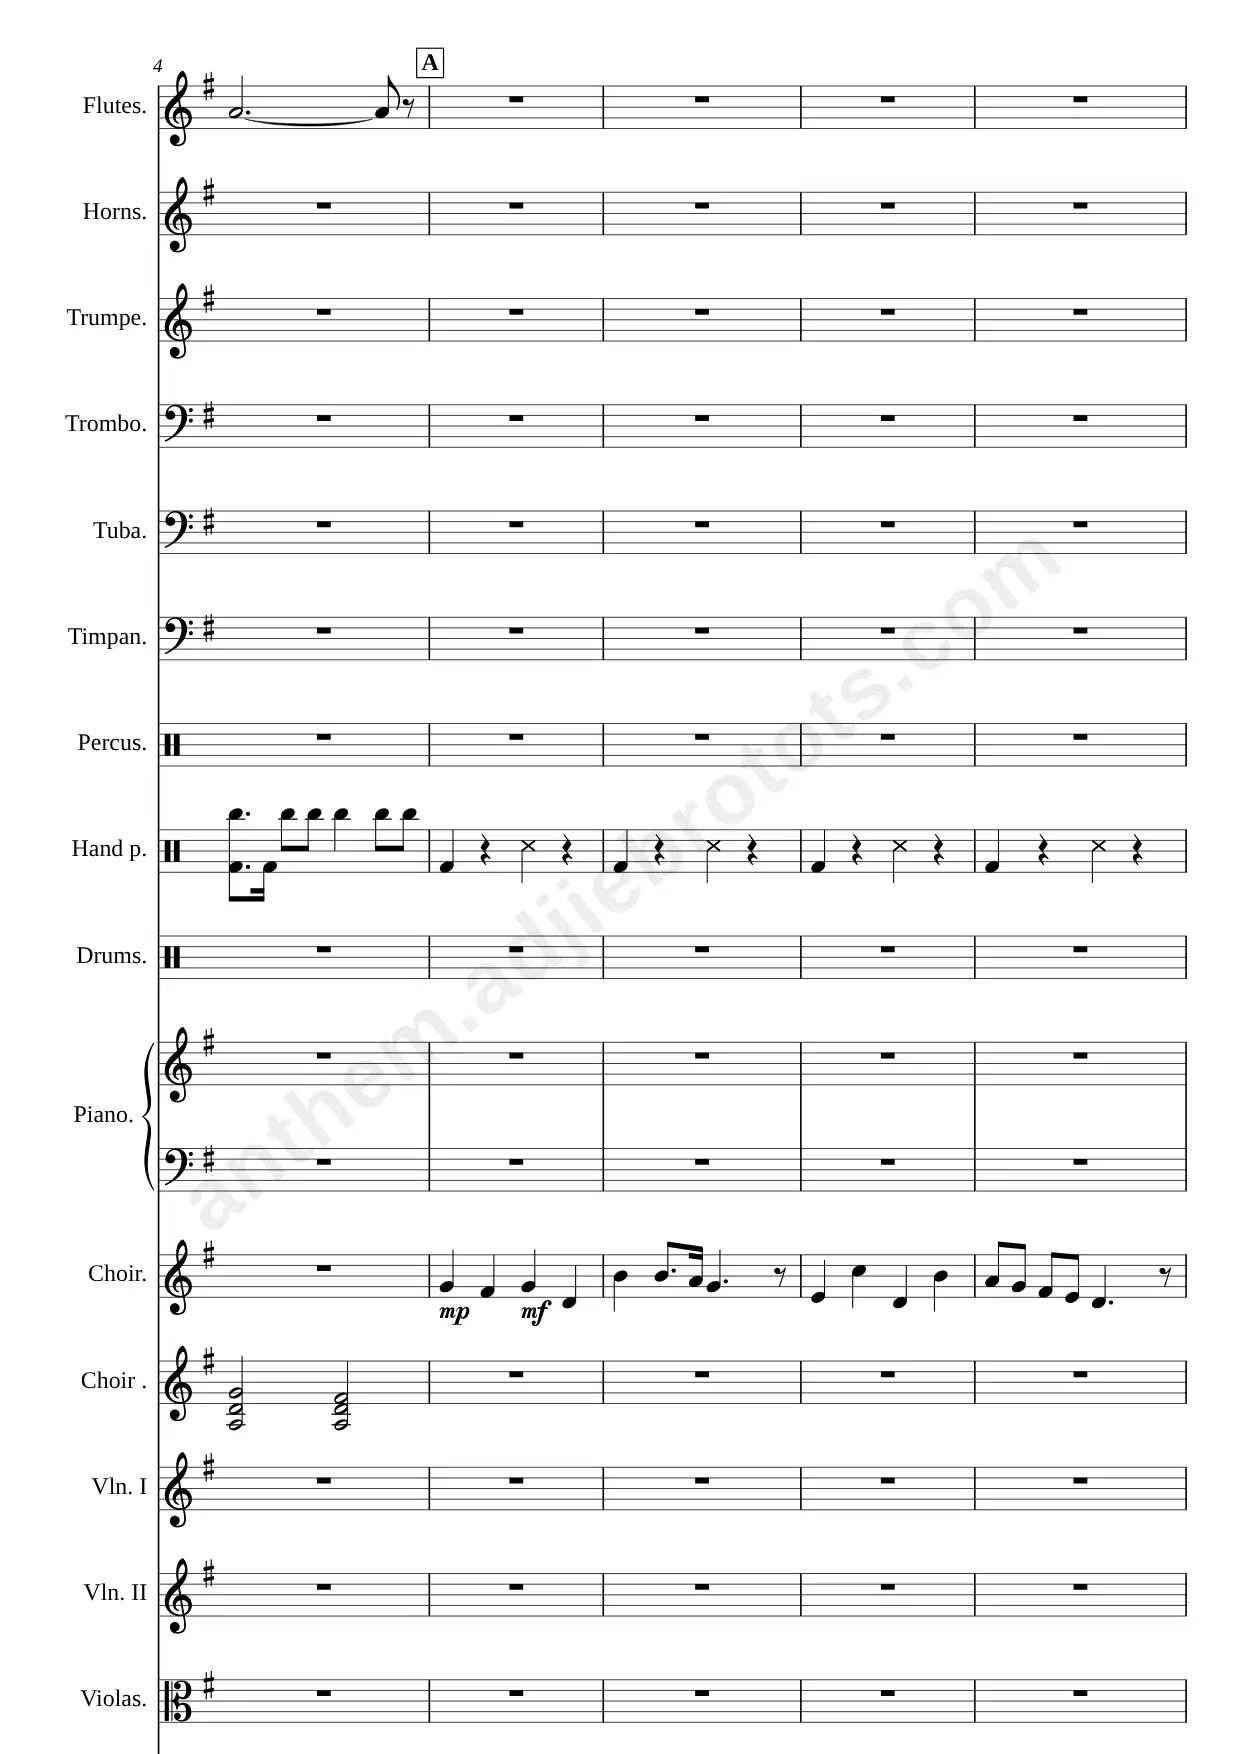 4
A
Flutes.
Horns.
Trumpe.
Trombo.
Tuba.
Timpan.
Percus.
Hand p.
Drums.
Piano.
Choir.
mp mf
Choir .
Vln. I
Vln. II
Violas.
anthem.adjiebrotots.com